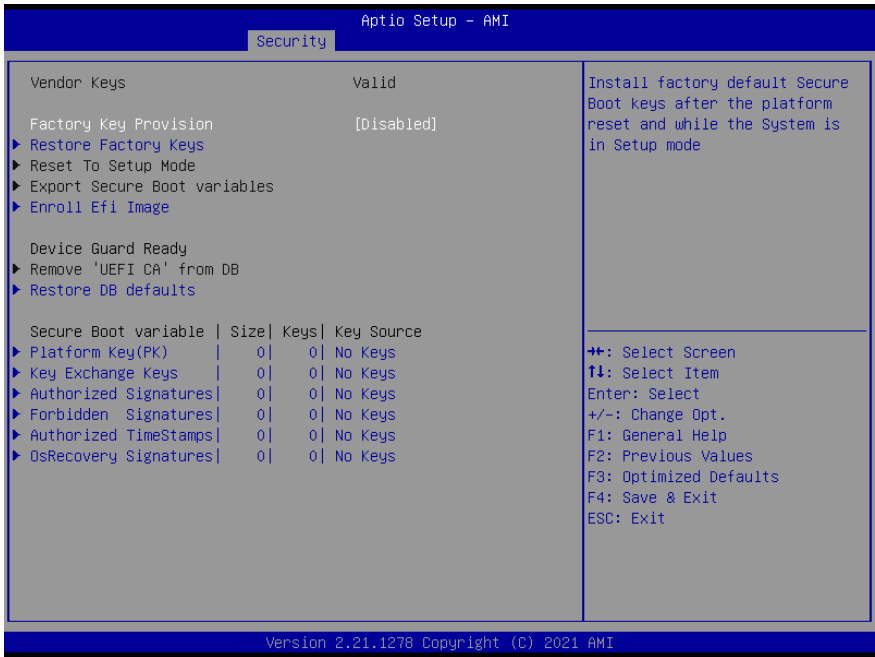 Aptio Setup – AMI
Security
Vendor Keys Valid
Factory Key Provision [Disabled]
Restore Factory Keys
Reset To Setup Mode
Export Secure Boot variables
Enroll Efi Image
Device Guard Ready
Remove 'UEFI CA' from DB
Restore DB defaults
Secure Boot variable | Size| Keys| Key Source
Platform Key(PK) | 0| 0| No Keys
Key Exchange Keys | 0| 0| No Keys
Authorized Signatures| 0| 0| No Keys
Forbidden Signatures| 0| 0| No Keys
Authorized TimeStamps| 0| 0| No Keys
OsRecovery Signatures| 0| 0| No Keys
Install factory default Secure
Boot keys after the platform
reset and while the System is
in Setup mode
→←: Select Screen
↑↓: Select Item
Enter: Select
+/-: Change Opt.
F1: General Help
F2: Previous Values
F3: Optimized Defaults
F4: Save & Exit
ESC: Exit
Version 2.21.1278 Copyright (C) 2021 AMI